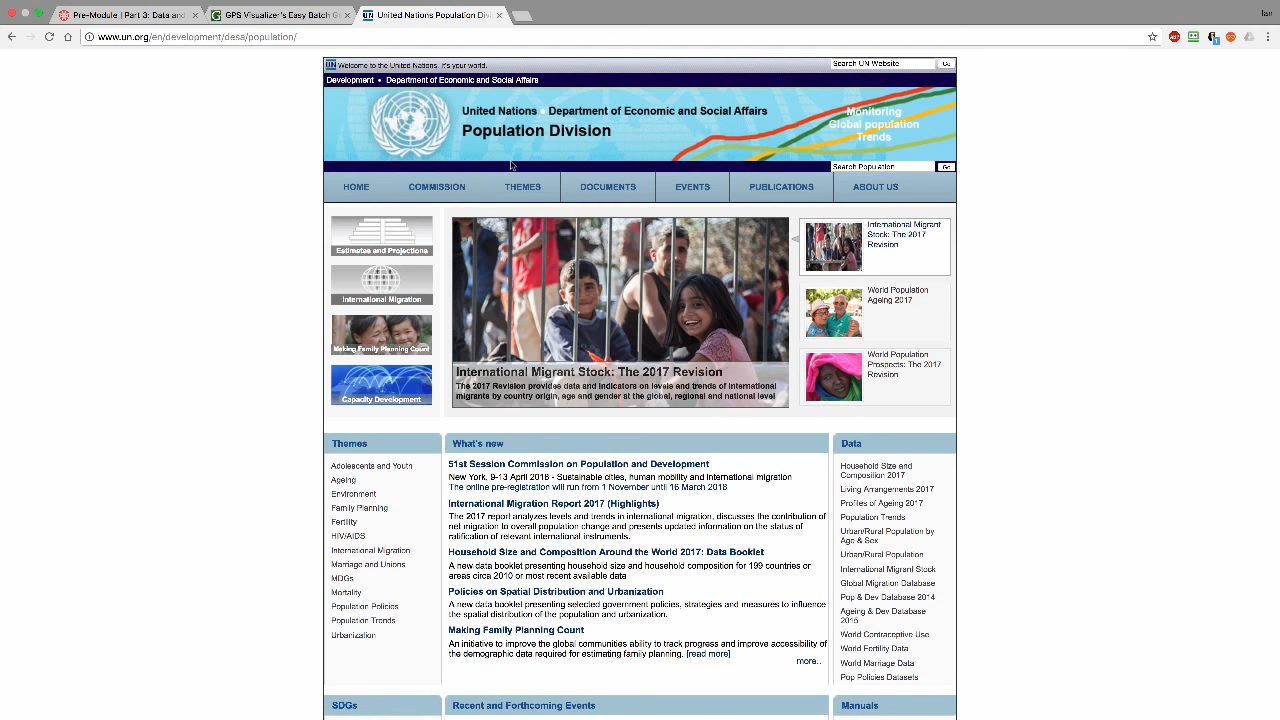 Pre-Module | Part 3: Data and
GPS Visualizer's Easy Batch G
United Nations Population Divi
Ian
www.un.org/en/development/desa/population/
UN Welcome to the United Nations. It's your world.
Search UN Website
Go
Development • Department of Economic and Social Affairs
United Nations • Department of Economic and Social Affairs
Population Division
Monitoring
Global population
Trends
Search Population
Go
HOME
COMMISSION
THEMES
DOCUMENTS
EVENTS
PUBLICATIONS
ABOUT US
Estimates and Projections
International Migration
Making Family Planning Count
Capacity Development
International Migrant Stock: The 2017 Revision
The 2017 Revision provides data and indicators on levels and trends of international
migrants by country origin, age and gender at the global, regional and national level
International Migrant
Stock: The 2017
Revision
World Population
Ageing 2017
World Population
Prospects: The 2017
Revision
Themes
Adolescents and Youth
Ageing
Environment
Family Planning
Fertility
HIV/AIDS
International Migration
Marriage and Unions
MDGs
Mortality
Population Policies
Population Trends
Urbanization
What's new
51st Session Commission on Population and Development
New York, 9-13 April 2018 - Sustainable cities, human mobility and international migration
The online pre-registration will run from 1 November until 16 March 2018
International Migration Report 2017 (Highlights)
The 2017 report analyzes levels and trends in international migration, discusses the contribution of
net migration to overall population change and presents updated information on the status of
ratification of relevant international instruments.
Household Size and Composition Around the World 2017: Data Booklet
A new data booklet presenting household size and household composition for 199 countries or
areas circa 2010 or most recent available data
Policies on Spatial Distribution and Urbanization
A new data booklet presenting selected government policies, strategies and measures to influence
the spatial distribution of the population and urbanization.
Making Family Planning Count
An initiative to improve the global communities ability to track progress and improve accessibility of
the demographic data required for estimating family planning. [read more]
more..
Data
Household Size and
Composition 2017
Living Arrangements 2017
Profiles of Ageing 2017
Population Trends
Urban/Rural Population by
Age & Sex
Urban/Rural Population
International Migrant Stock
Global Migration Database
Pop & Dev Database 2014
Ageing & Dev Database
2015
World Contraceptive Use
World Fertility Data
World Marriage Data
Pop Policies Datasets
SDGs
Recent and Forthcoming Events
Manuals